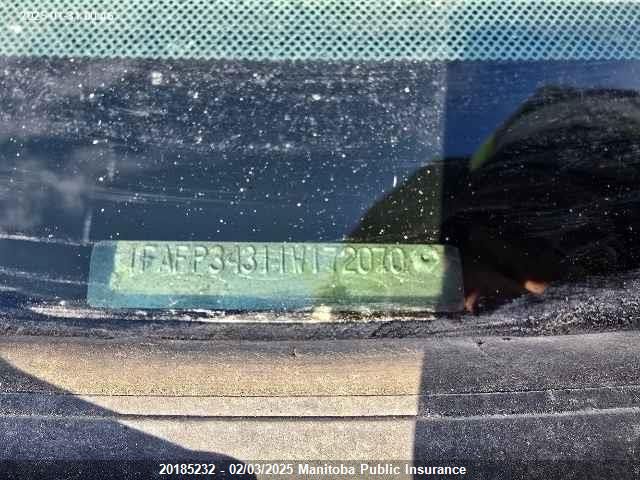 1FAFP34311W172070
20185232 - 02/03/2025 Manitoba Public Insurance